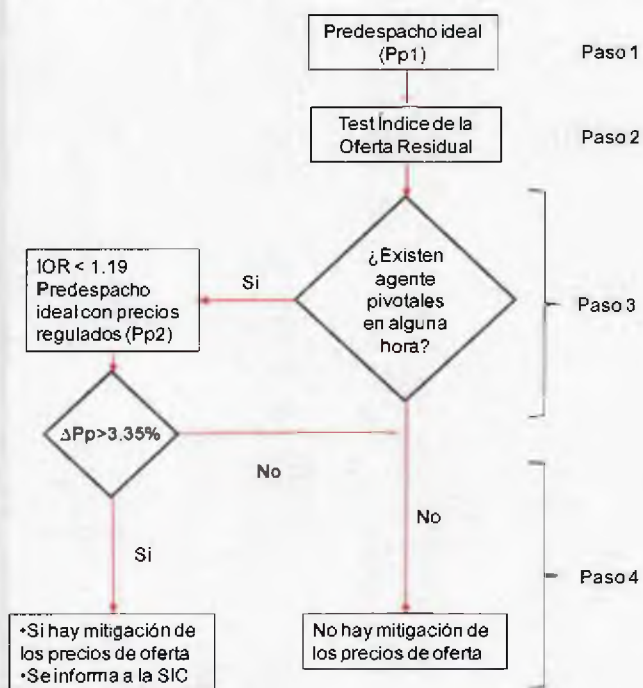 Predespacho ideal
(Pp1)
Paso 1
Test Índice de la
Oferta Residual
Paso 2
¿Existen
agente
pivotales
en alguna
hora?
Si
IOR < 1.19
Predespacho
ideal con precios
regulados (Pp2)
Paso 3
ΔPp>3.35%
No
No
Si
Paso 4
•Si hay mitigación de
los precios de oferta
•Se informa a la SIC
No hay mitigación de
los precios de oferta